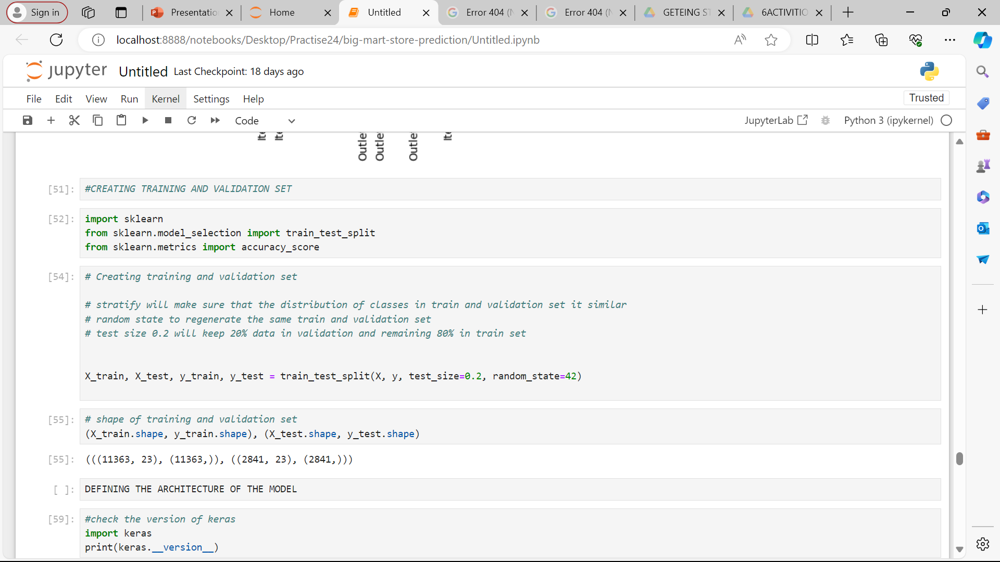 Sign in
Presentatio
Home
Untitled
Error 404 (N
Error 404 (N
GETEING ST
6ACTIVITIO
localhost:8888/notebooks/Desktop/Practise24/big-mart-store-prediction/Untitled.ipynb
jupyter Untitled Last Checkpoint: 18 days ago
File Edit View Run Kernel Settings Help
Trusted
Code
JupyterLab
Python 3 (ipykernel)
Ite
Ite
Outle
Outle
Outle
Ite
[51]: #CREATING TRAINING AND VALIDATION SET
[52]: import sklearn
from sklearn.model_selection import train_test_split
from sklearn.metrics import accuracy_score
[54]: # Creating training and validation set
# stratify will make sure that the distribution of classes in train and validation set it similar
# random state to regenerate the same train and validation set
# test size 0.2 will keep 20% data in validation and remaining 80% in train set
X_train, X_test, y_train, y_test = train_test_split(X, y, test_size=0.2, random_state=42)
[55]: # shape of training and validation set
(X_train.shape, y_train.shape), (X_test.shape, y_test.shape)
[55]: (((11363, 23), (11363,)), ((2841, 23), (2841,)))
[ ]: DEFINING THE ARCHITECTURE OF THE MODEL
[59]: #check the version of keras
import keras
print(keras.__version__)